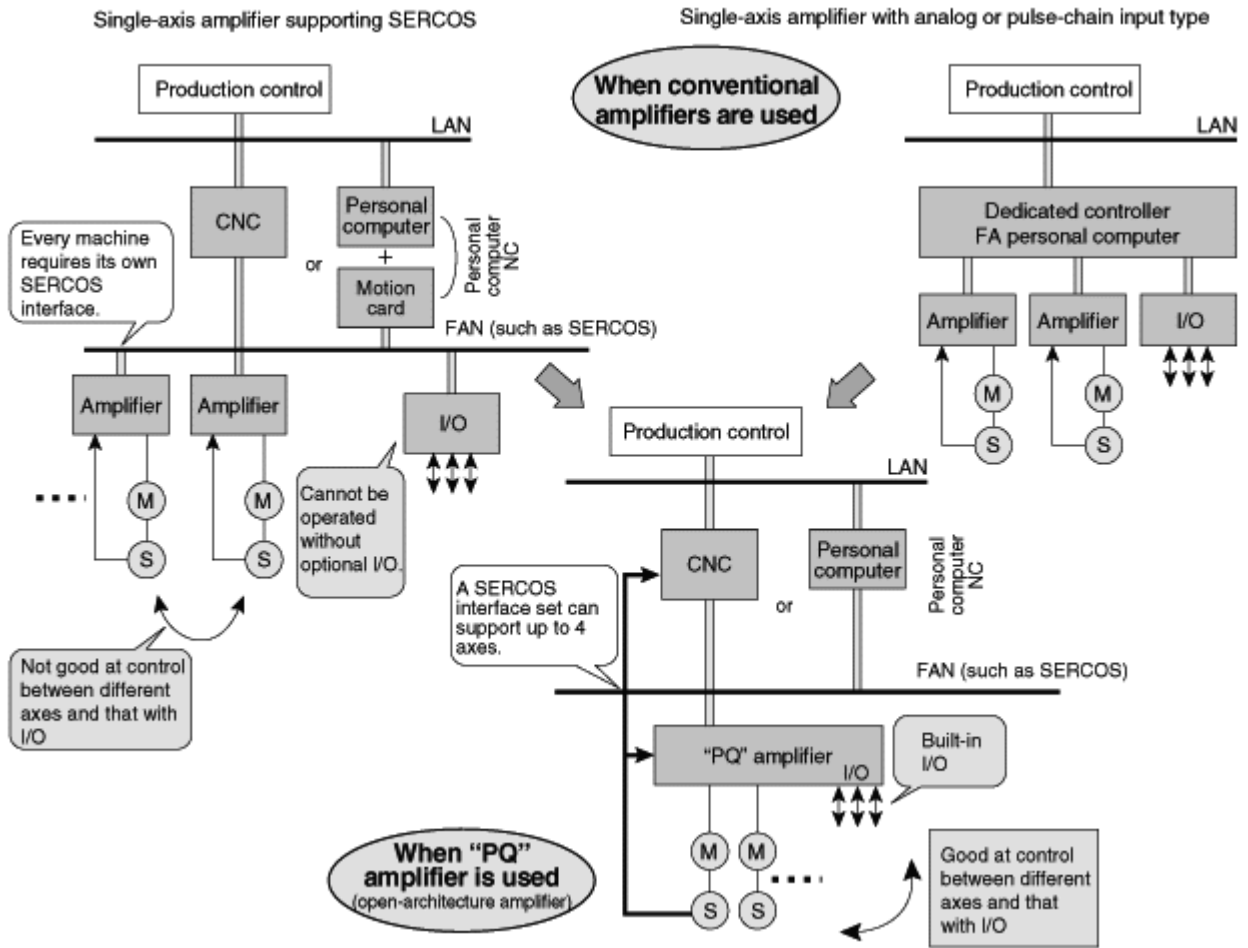 Single-axis amplifier supporting SERCOS
Production control
LAN
CNC
or
Personal
computer
+
Motion
card
Personal
computer
NC
Every machine
requires its own
SERCOS
interface.
FAN (such as SERCOS)
Amplifier
Amplifier
I/O
M
M
S
S
Cannot be
operated
without
optional I/O.
Not good at control
between different
axes and that with
I/O
When conventional
amplifiers are used
Single-axis amplifier with analog or pulse-chain input type
Production control
LAN
Dedicated controller
FA personal computer
Amplifier
Amplifier
I/O
M
M
S
S
Production control
LAN
CNC
or
Personal
computer
Personal
computer
NC
A SERCOS
interface set can
support up to 4
axes.
FAN (such as SERCOS)
“PQ” amplifier
I/O
Built-in
I/O
M
M
S
S
When “PQ”
amplifier is used
(open-architecture amplifier)
Good at control
between different
axes and that
with I/O